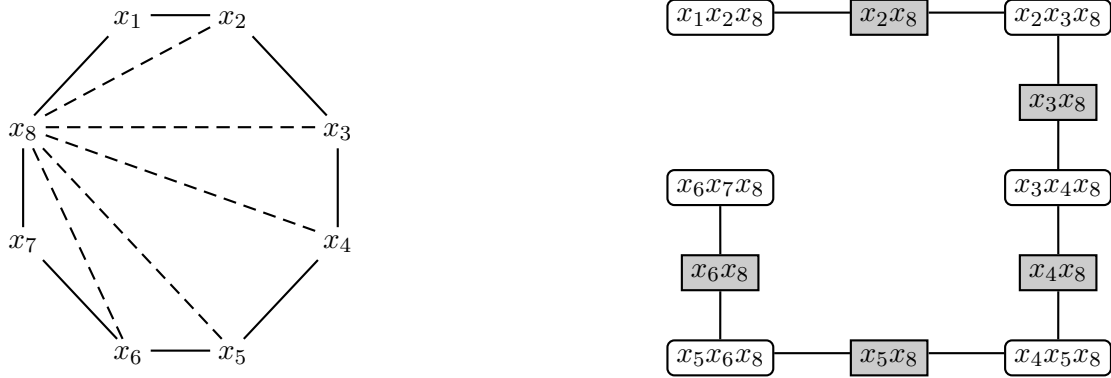 x₁ x₂
x₈ x₃
x₇ x₄
x₆ x₅
x₁x₂x₈ x₂x₈ x₂x₃x₈
x₃x₈
x₆x₇x₈ x₃x₄x₈
x₆x₈ x₄x₈
x₅x₆x₈ x₅x₈ x₄x₅x₈